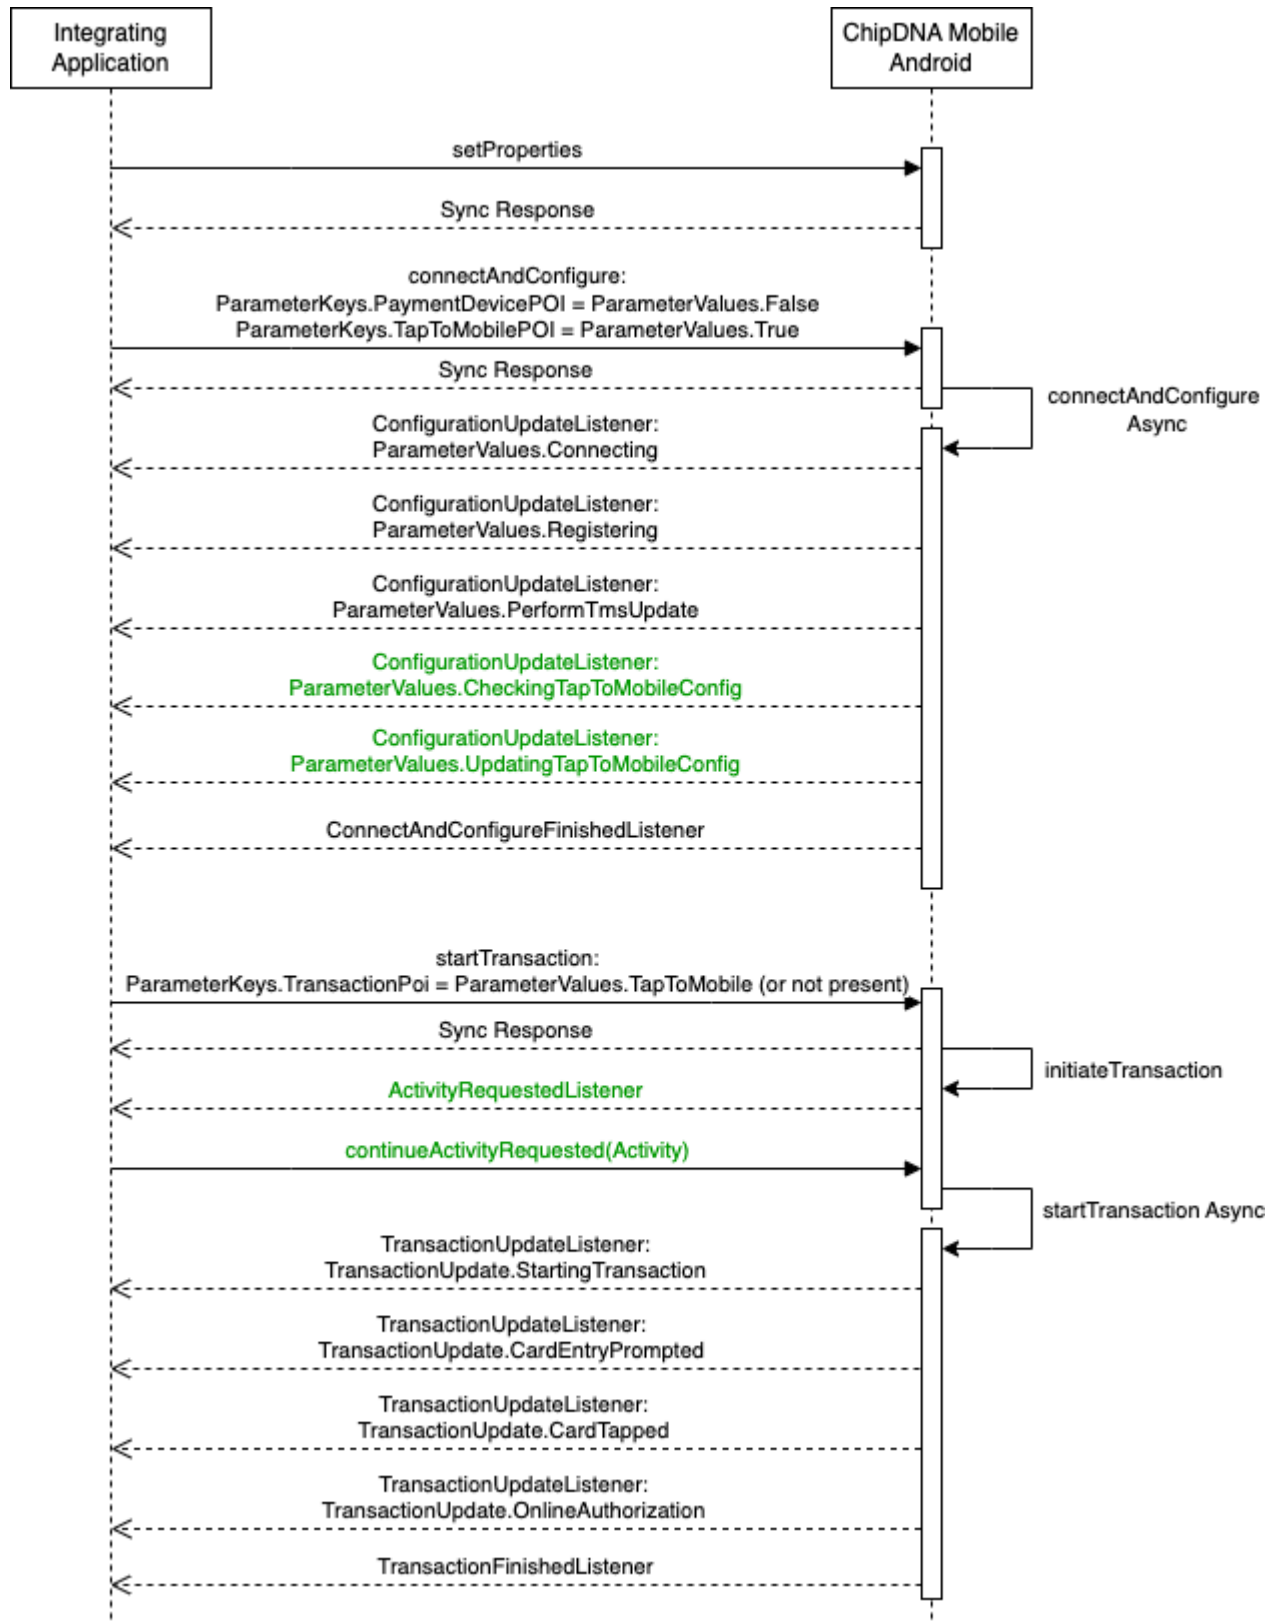 Integrating
Application
ChipDNA Mobile
Android
setProperties
Sync Response
connectAndConfigure:
ParameterKeys.PaymentDevicePOI = ParameterValues.False
ParameterKeys.TapToMobilePOI = ParameterValues.True
Sync Response
connectAndConfigure
Async
ConfigurationUpdateListener:
ParameterValues.Connecting
ConfigurationUpdateListener:
ParameterValues.Registering
ConfigurationUpdateListener:
ParameterValues.PerformTmsUpdate
ConfigurationUpdateListener:
ParameterValues.CheckingTapToMobileConfig
ConfigurationUpdateListener:
ParameterValues.UpdatingTapToMobileConfig
ConnectAndConfigureFinishedListener
startTransaction:
ParameterKeys.TransactionPoi = ParameterValues.TapToMobile (or not present)
Sync Response
initiateTransaction
ActivityRequestedListener
continueActivityRequested(Activity)
startTransaction Async
TransactionUpdateListener:
TransactionUpdate.StartingTransaction
TransactionUpdateListener:
TransactionUpdate.CardEntryPrompted
TransactionUpdateListener:
TransactionUpdate.CardTapped
TransactionUpdateListener:
TransactionUpdate.OnlineAuthorization
TransactionFinishedListener